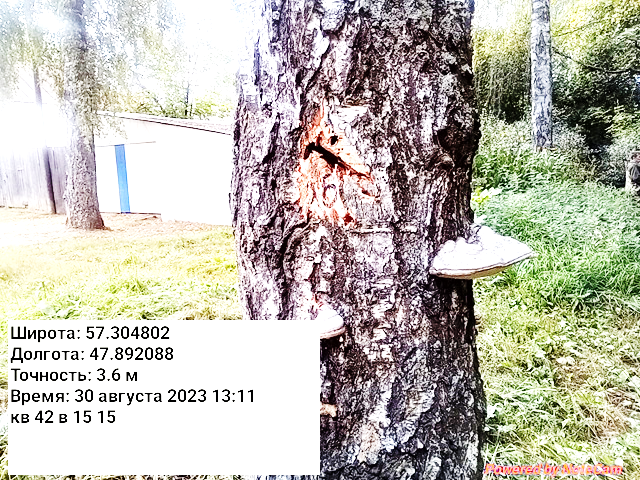 Широта: 57.304802
Долгота: 47.892088
Точность: 3.6 м
Время: 30 августа 2023 13:11
кв 42 в 15 15
Powered by NoteCam